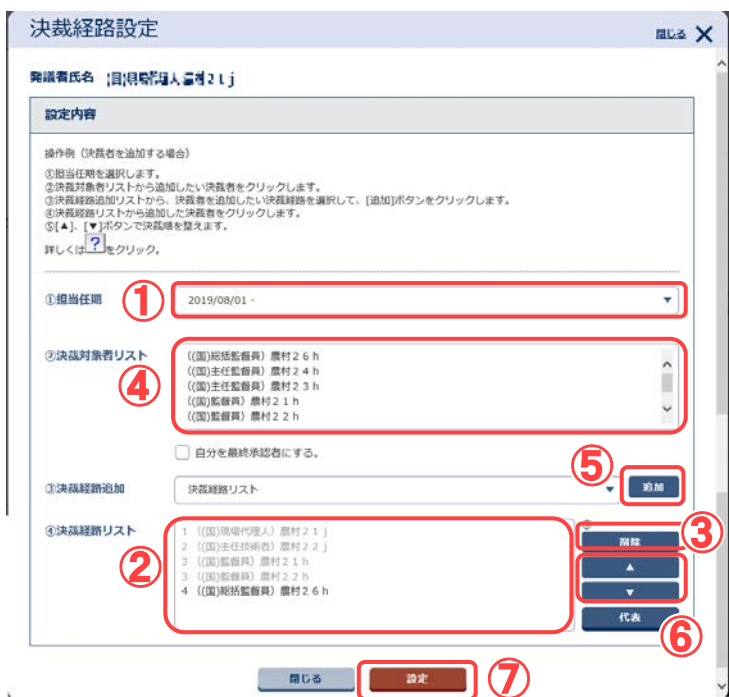 決裁経路設定
閉じる
発議者氏名
設定内容
操作例（決裁者を追加する場合）
①担当任期を選択します。
②決裁対象者リストから追加したい決裁者をクリックします。
③決裁経路追加リストから、決裁者を追加したい決裁経路を選択して、[追加]ボタンをクリックします。
④決裁経路リストから追加した決裁者をクリックします。
⑤[▲]、[▼]ボタンで決裁順を整えます。
詳しくは?をクリック。
①担当任期 ① 2019/08/01 -
②決裁対象者リスト
④
((国)総括監督員) 農村２６ｈ
((国)主任監督員) 農村２４ｈ
((国)主任監督員) 農村２３ｈ
((国)監督員) 農村２１ｈ
((国)監督員) 農村２２ｈ
自分を最終承認者にする。
③決裁経路追加 決裁経路リスト
⑤ 追加
④決裁経路リスト
②
1 ((国)現場代理人) 農村２１ｊ
2 ((国)主任技術者) 農村２２ｊ
3 ((国)監督員) 農村２１ｈ
3 ((国)監督員) 農村２２ｈ
4 ((国)総括監督員) 農村２６ｈ
削除 ③
▲
▼
⑥
代表
閉じる
設定 ⑦